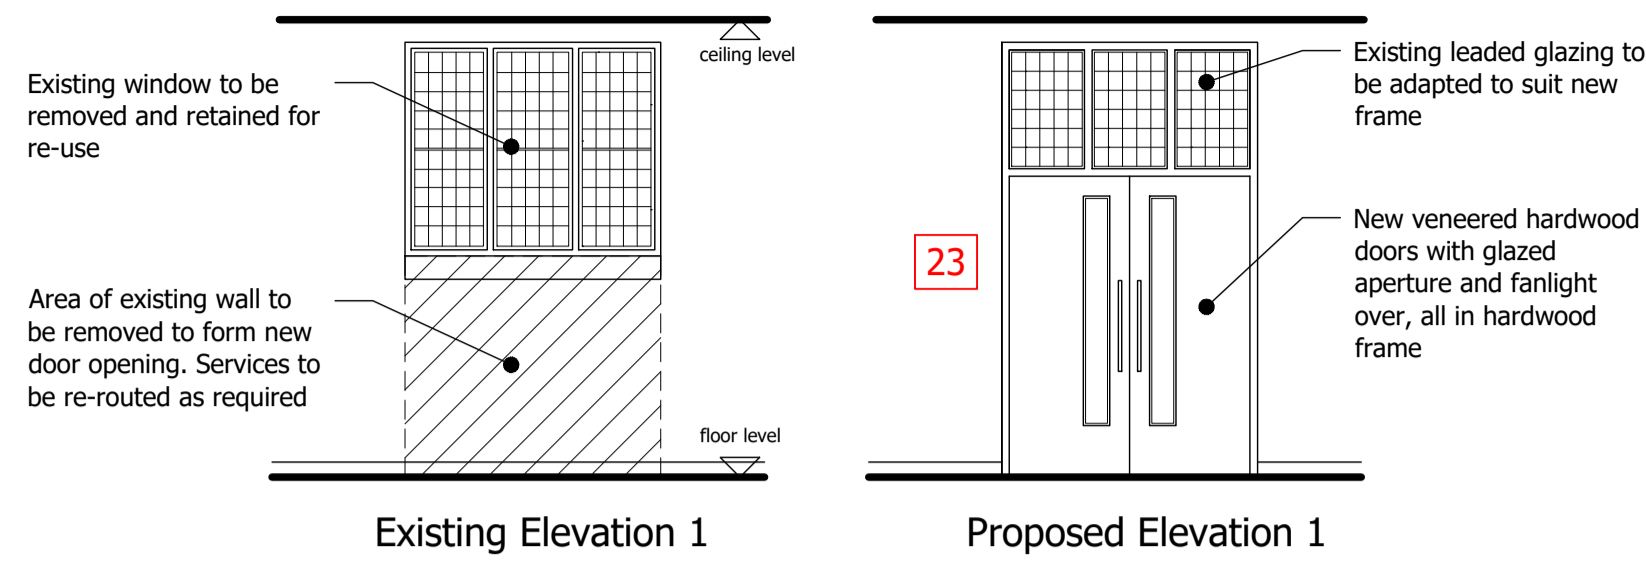 Existing window to be
removed and retained for
re-use
Area of existing wall to
be removed to form new
door opening. Services to
be re-routed as required
ceiling level
floor level
Existing Elevation 1
23
Existing leaded glazing to
be adapted to suit new
frame
New veneered hardwood
doors with glazed
aperture and fanlight
over, all in hardwood
frame
Proposed Elevation 1